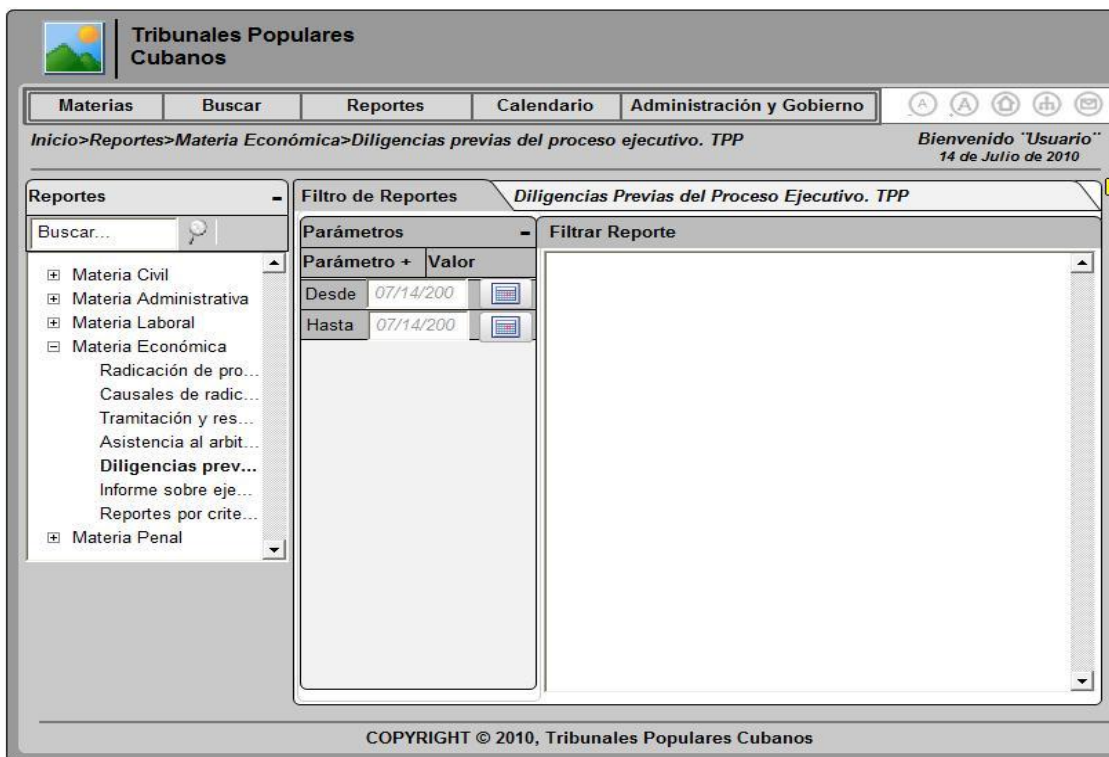 Tribunales Populares
Cubanos
Materias
Buscar
Reportes
Calendario
Administración y Gobierno
Inicio>Reportes>Materia Económica>Diligencias previas del proceso ejecutivo. TPP
Bienvenido ¨Usuario¨
14 de Julio de 2010
Reportes
Buscar...
Materia Civil
Materia Administrativa
Materia Laboral
Materia Económica
Radicación de pro...
Causales de radic...
Tramitación y res...
Asistencia al arbit...
Diligencias prev...
Informe sobre eje...
Reportes por crite...
Materia Penal
Filtro de Reportes
Diligencias Previas del Proceso Ejecutivo. TPP
Parámetros
Parámetro + Valor
Desde 07/14/200
Hasta 07/14/200
Filtrar Reporte
COPYRIGHT © 2010, Tribunales Populares Cubanos